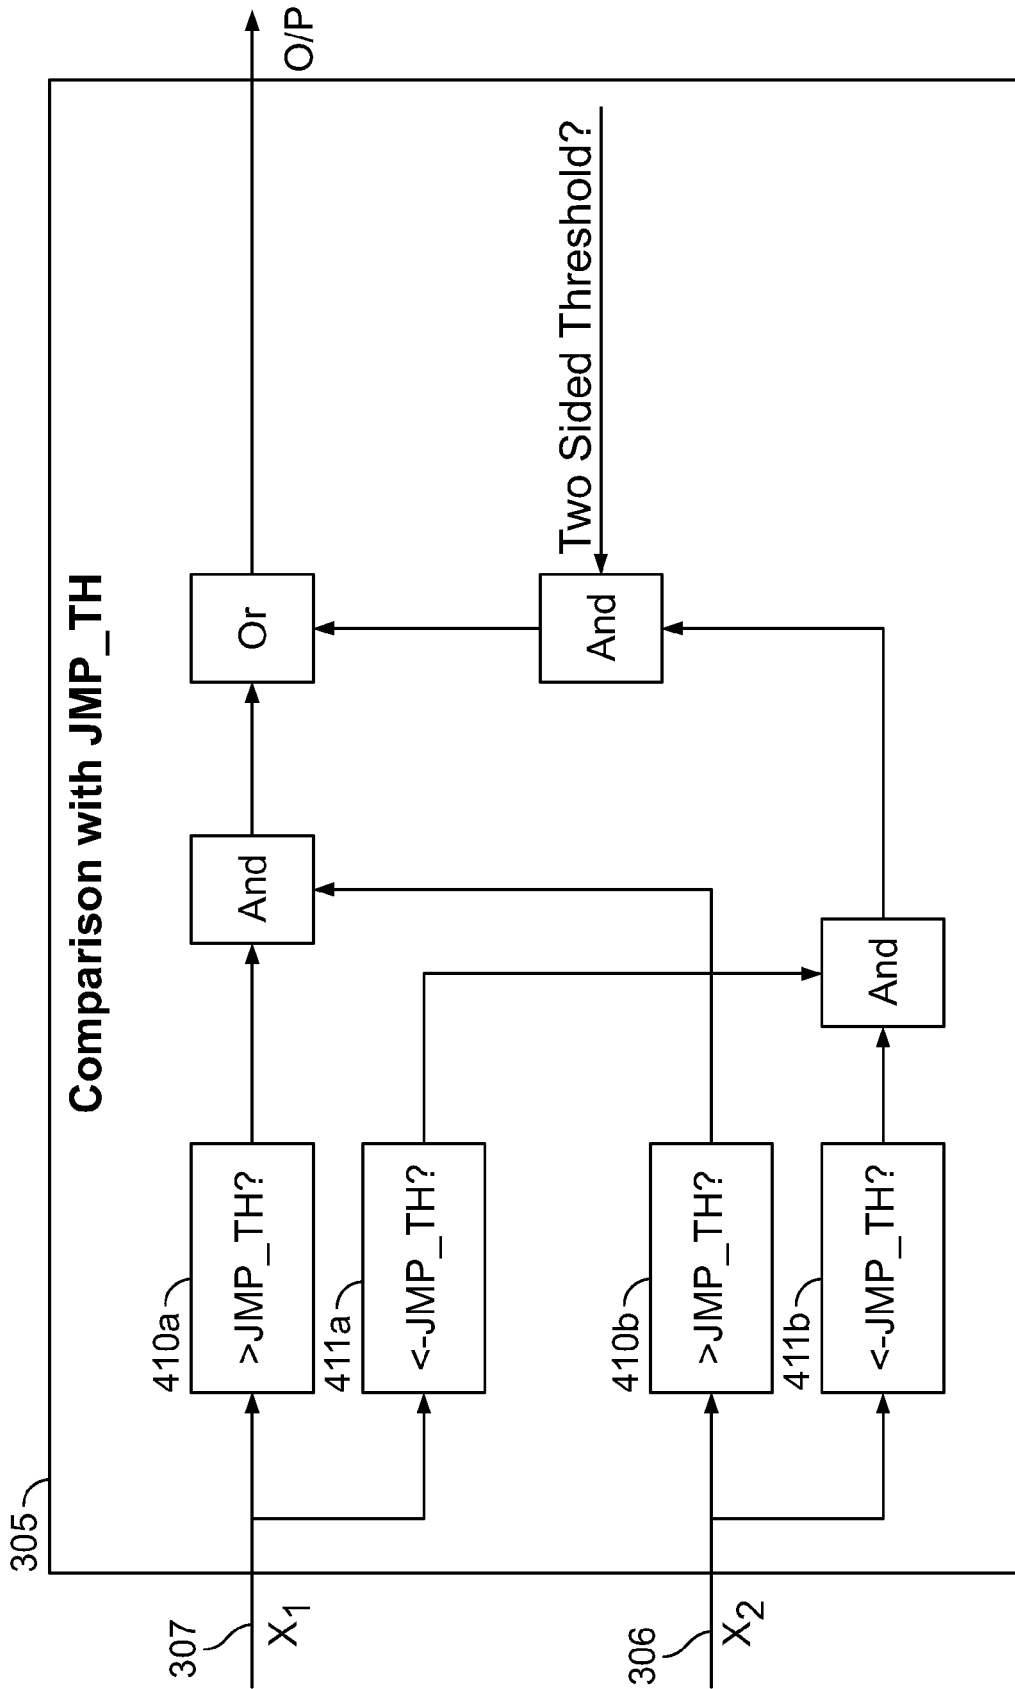 305
Comparison with JMP_TH
307
X1
410a
>JMP_TH?
And
Or
O/P
411a
<-JMP_TH?
Two Sided Threshold?
And
306
X2
410b
>JMP_TH?
411b
<-JMP_TH?
And